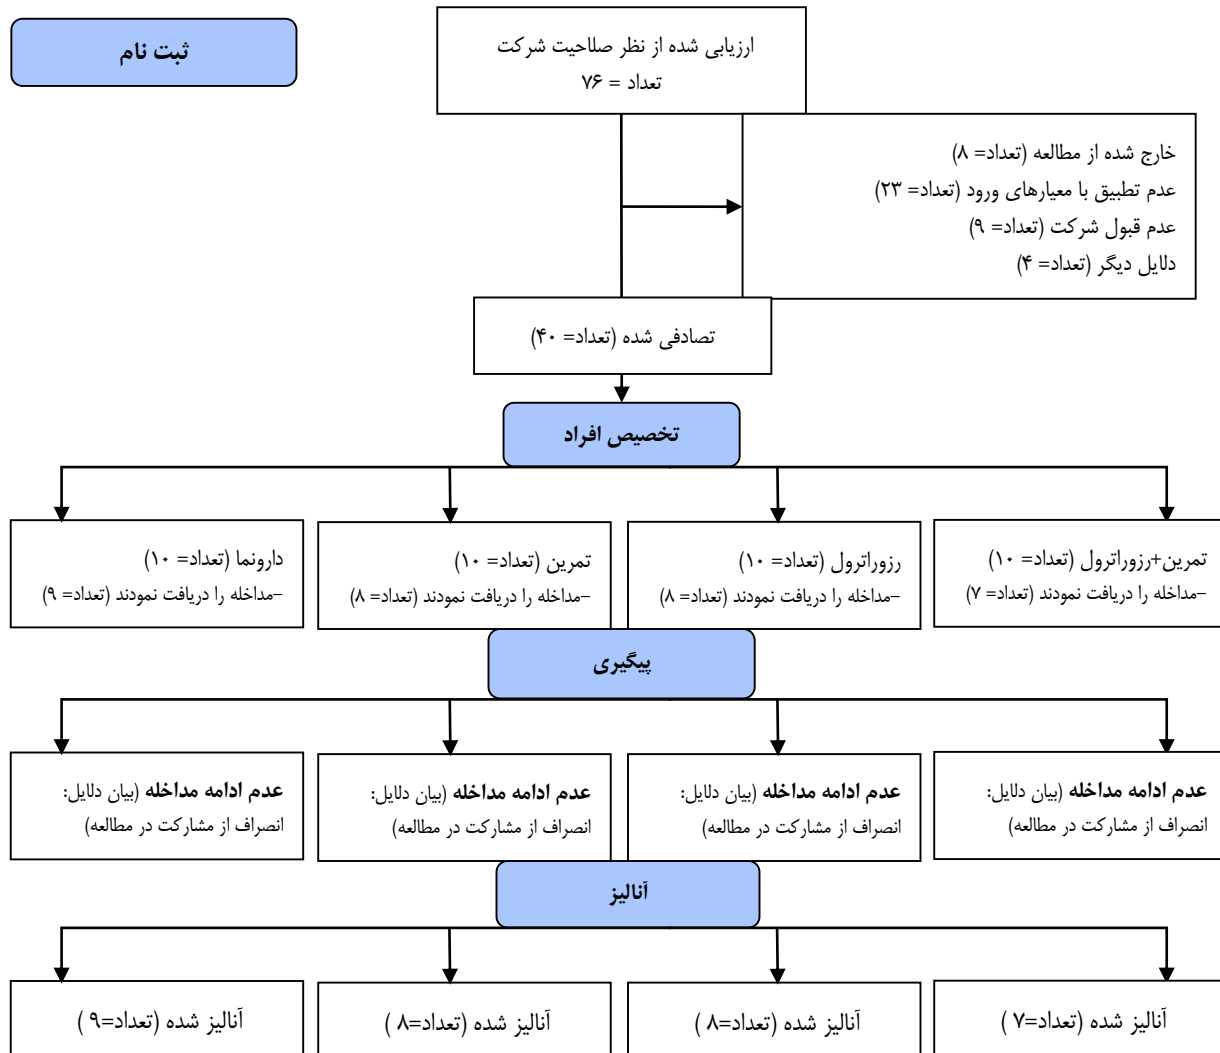 ثبت نام
ارزیابی شده از نظر صلاحیت شرکت
تعداد = ۷۶
خارج شده از مطالعه (تعداد= ۸)
عدم تطبیق با معیارهای ورود (تعداد= ۲۳)
عدم قبول شرکت (تعداد= ۹)
دلایل دیگر (تعداد= ۴)
تصادفی شده (تعداد= ۴۰)
تخصیص افراد
تمرین+رزوراترول (تعداد= ۱۰)
-مداخله را دریافت نمودند (تعداد= ۷)
رزوراترول (تعداد= ۱۰)
-مداخله را دریافت نمودند (تعداد= ۸)
تمرین (تعداد= ۱۰)
-مداخله را دریافت نمودند (تعداد= ۸)
دارونما (تعداد= ۱۰)
-مداخله را دریافت نمودند (تعداد= ۹)
پیگیری
عدم ادامه مداخله (بیان دلایل:
انصراف از مشارکت در مطالعه)
عدم ادامه مداخله (بیان دلایل:
انصراف از مشارکت در مطالعه)
عدم ادامه مداخله (بیان دلایل:
انصراف از مشارکت در مطالعه)
عدم ادامه مداخله (بیان دلایل:
انصراف از مشارکت در مطالعه)
آنالیز
آنالیز شده (تعداد=۷ )
آنالیز شده (تعداد=۸ )
آنالیز شده (تعداد=۸ )
آنالیز شده (تعداد=۹ )